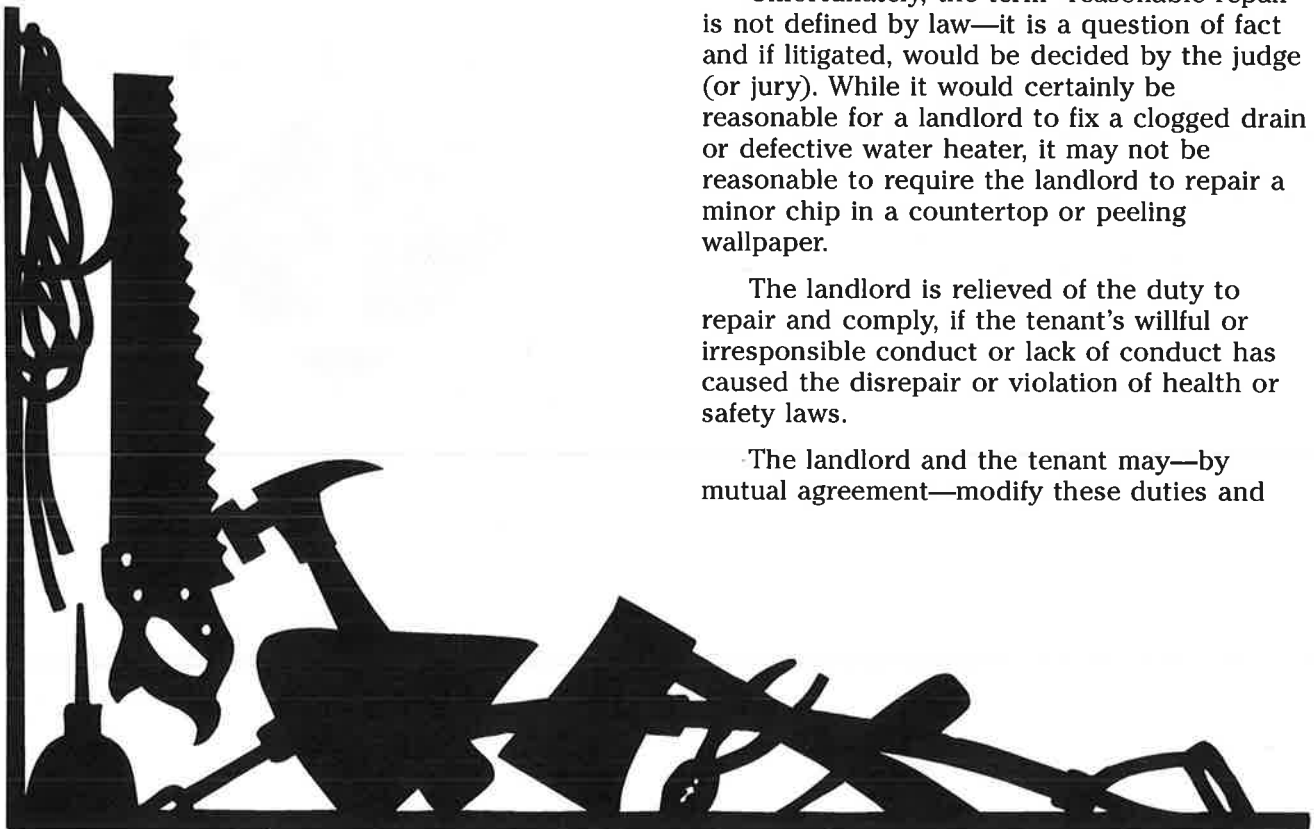 is not defined by law—it is a question of fact
and if litigated, would be decided by the judge
(or jury). While it would certainly be
reasonable for a landlord to fix a clogged drain
or defective water heater, it may not be
reasonable to require the landlord to repair a
minor chip in a countertop or peeling
wallpaper.
The landlord is relieved of the duty to
repair and comply, if the tenant's willful or
irresponsible conduct or lack of conduct has
caused the disrepair or violation of health or
safety laws.
The landlord and the tenant may—by
mutual agreement—modify these duties and